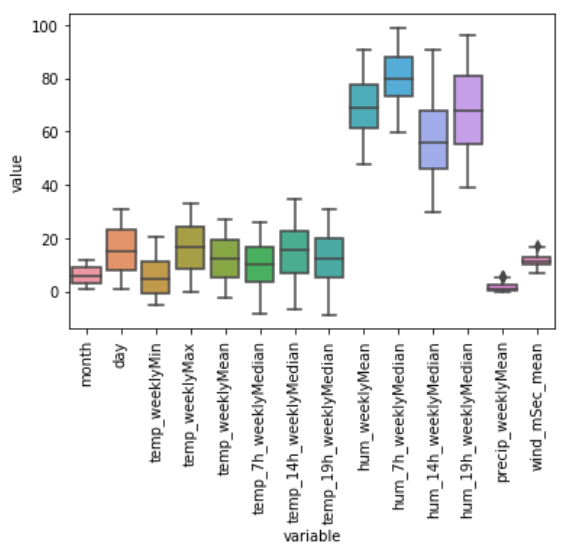 100
80
60
40
20
0
value
month
day
temp_weeklyMin
temp_weeklyMax
temp_weeklyMean
temp_7h_weeklyMedian
temp_14h_weeklyMedian
temp_19h_weeklyMedian
hum_weeklyMean
hum_7h_weeklyMedian
hum_14h_weeklyMedian
hum_19h_weeklyMedian
precip_weeklyMean
wind_mSec_mean
variable